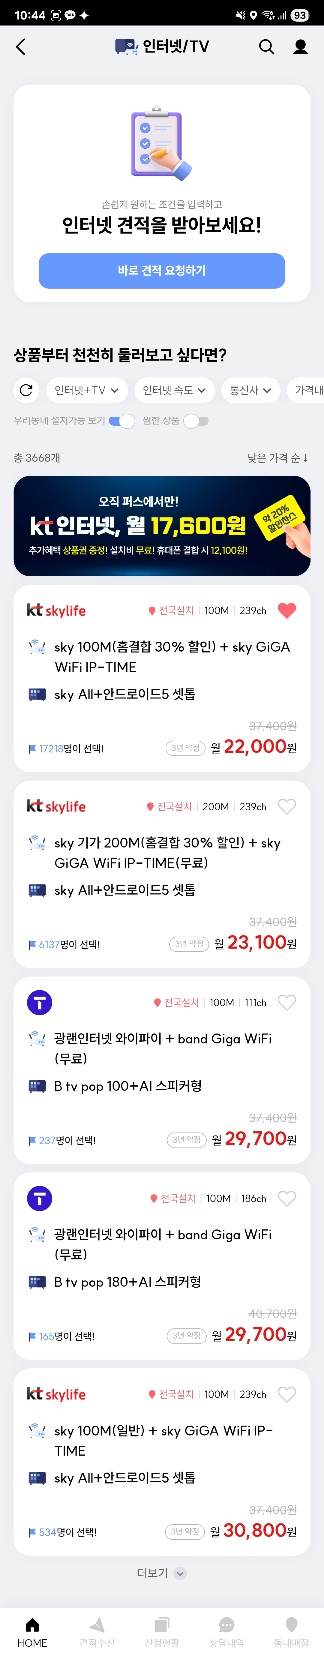 10:44
93
인터넷/TV
손쉽게 원하는 조건을 입력하고
인터넷 견적을 받아보세요!
바로 견적 요청하기
상품부터 천천히 둘러보고 싶다면?
인터넷+TV 인터넷 속도 통신사 가격대
우리동네 설치가능 보기 찜한 상품
총 3668개 낮은 가격 순↓
오직 퍼스에서만!
kt 인터넷, 월 17,600원
약 20% 할인찬스
추가혜택 상품권 증정! 설치비 무료! 휴대폰 결합 시 12,100원!
kt skylife 전국설치 | 100M | 239ch
sky 100M(홈결합 30% 할인) + sky GiGA
WiFi IP-TIME
sky All+안드로이드5 셋톱
37,400원
17218명이 선택! 3년 약정 월 22,000원
kt skylife 전국설치 | 200M | 239ch
sky 기가 200M(홈결합 30% 할인) + sky
GiGA WiFi IP-TIME(무료)
sky All+안드로이드5 셋톱
37,400원
6137명이 선택! 3년 약정 월 23,100원
T 전국설치 | 100M | 111ch
광랜인터넷 와이파이 + band Giga WiFi
(무료)
B tv pop 100+AI 스피커형
37,400원
237명이 선택! 3년 약정 월 29,700원
T 전국설치 | 100M | 186ch
광랜인터넷 와이파이 + band Giga WiFi
(무료)
B tv pop 180+AI 스피커형
40,700원
165명이 선택! 3년 약정 월 29,700원
kt skylife 전국설치 | 100M | 239ch
sky 100M(일반) + sky GiGA WiFi IP-
TIME
sky All+안드로이드5 셋톱
37,400원
534명이 선택! 3년 약정 월 30,800원
더보기
HOME 견적수신 신청현황 상담내역 동네매장